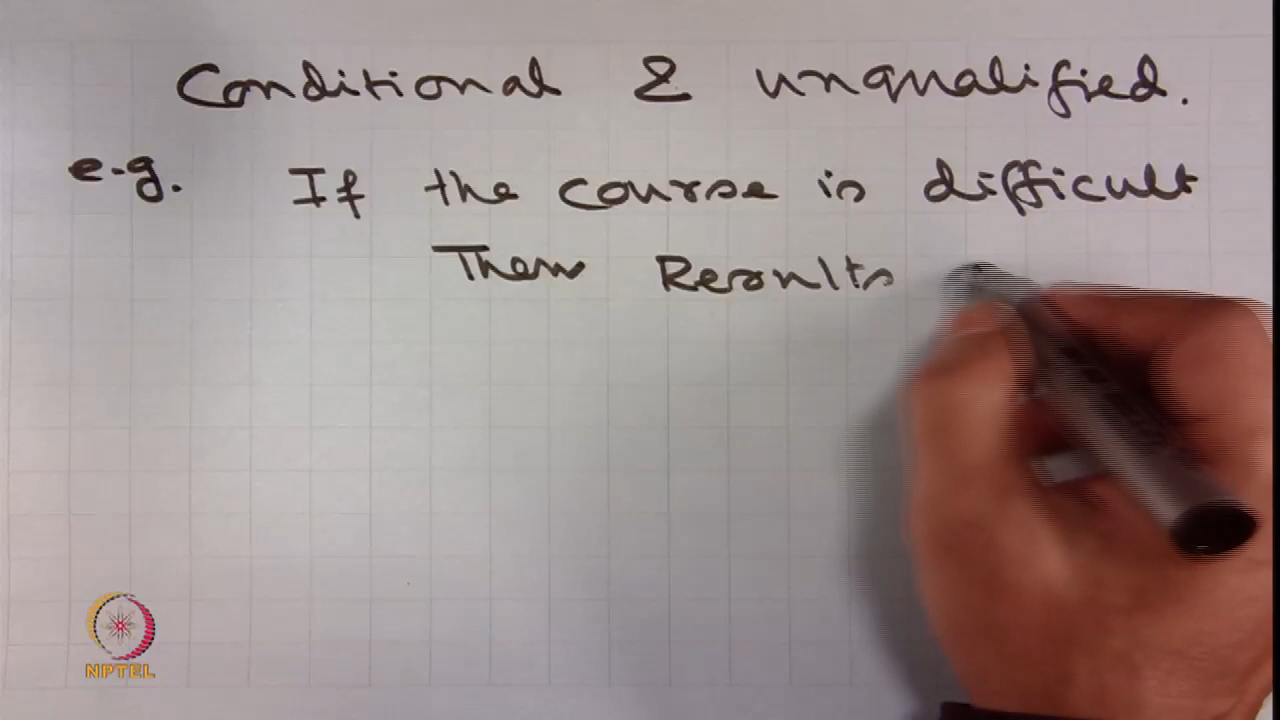 Conditional & unqualified.
e.g. If the course is difficult
Then Results
NPTEL